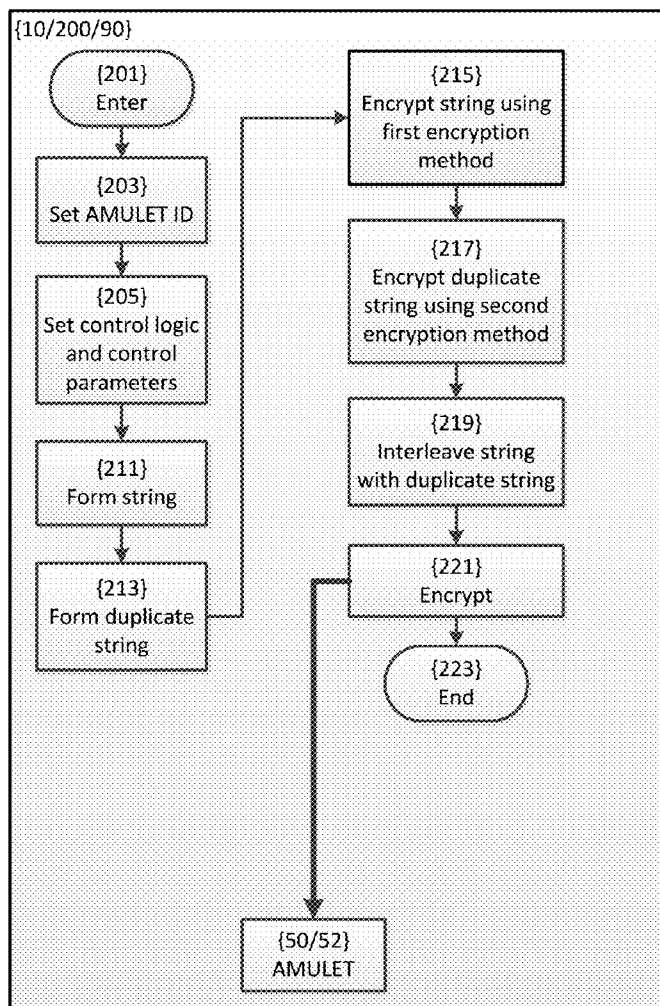 {10/200/90}
{201}
Enter
{203}
Set AMULET ID
{205}
Set control logic
and control
parameters
{211}
Form string
{213}
Form duplicate
string
{215}
Encrypt string using
first encryption
method
{217}
Encrypt duplicate
string using second
encryption method
{219}
Interleave string
with duplicate string
{221}
Encrypt
{223}
End
{50/52}
AMULET